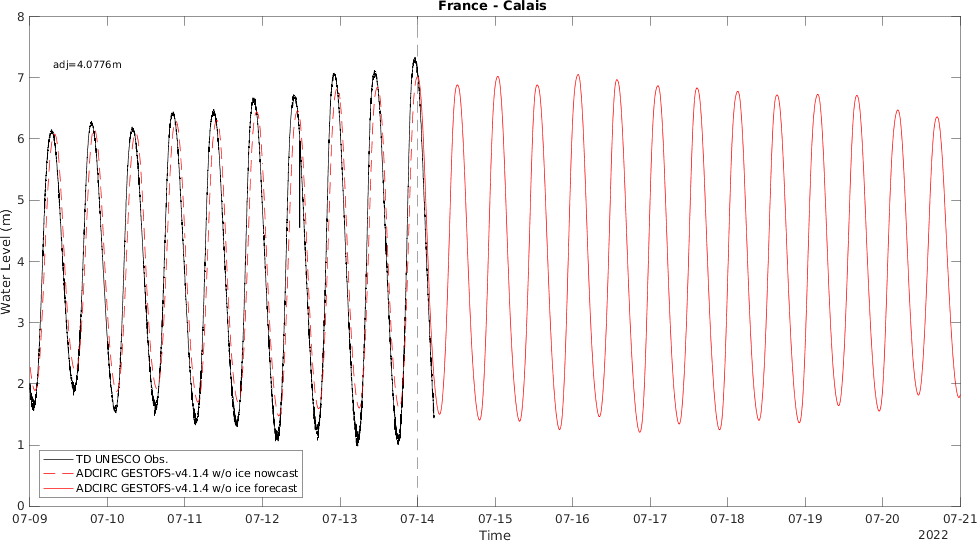 France - Calais
adj=4.0776m
Water Level (m)
8
7
6
5
4
3
2
1
0
TD UNESCO Obs.
ADCIRC GESTOFS-v4.1.4 w/o ice nowcast
ADCIRC GESTOFS-v4.1.4 w/o ice forecast
07-09 07-10 07-11 07-12 07-13 07-14 07-15 07-16 07-17 07-18 07-19 07-20 07-21
Time
2022